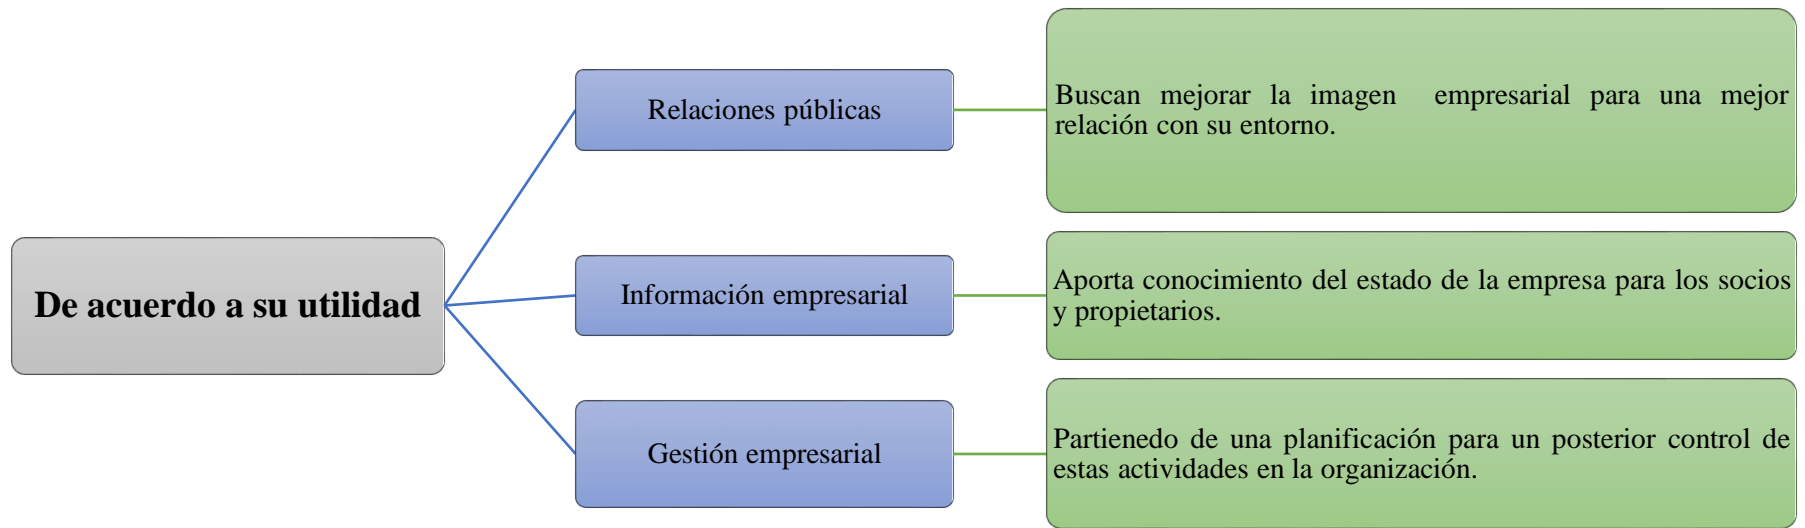 De acuerdo a su utilidad
Relaciones públicas
Buscan mejorar la imagen empresarial para una mejor
relación con su entorno.
Información empresarial
Aporta conocimiento del estado de la empresa para los socios
y propietarios.
Gestión empresarial
Partienedo de una planificación para un posterior control de
estas actividades en la organización.